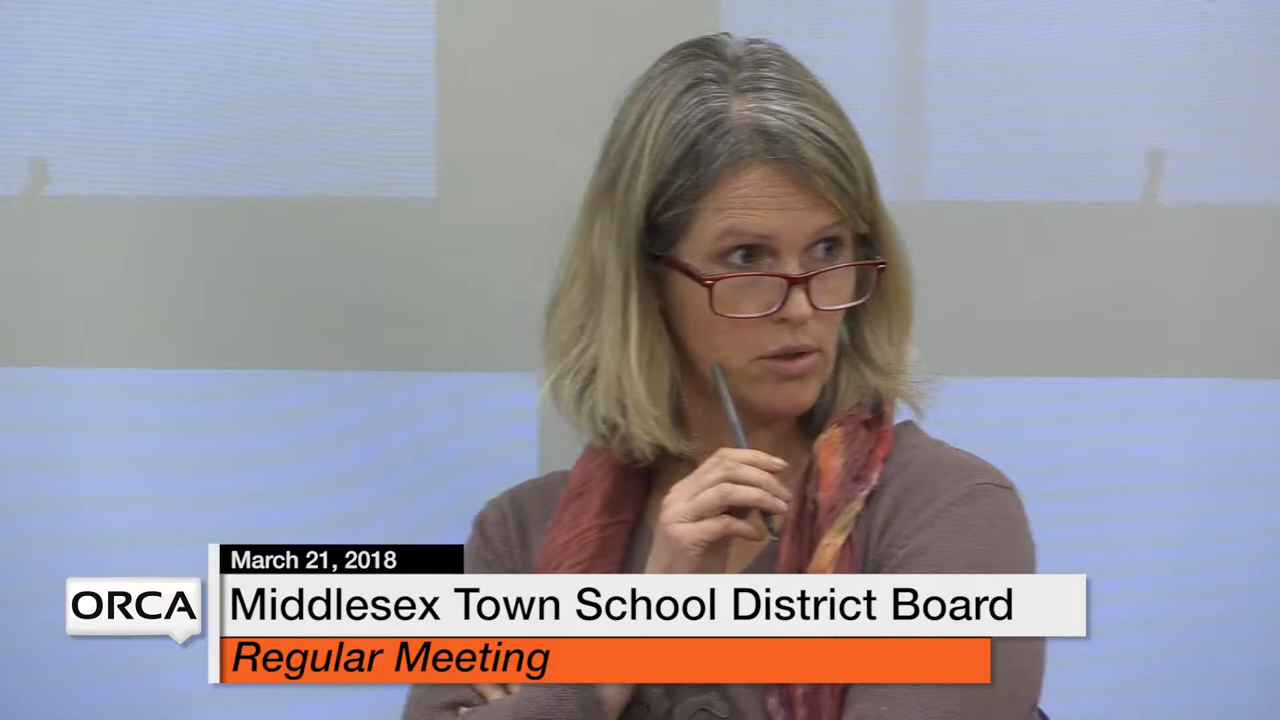 March 21, 2018
ORCA
Middlesex Town School District Board
Regular Meeting